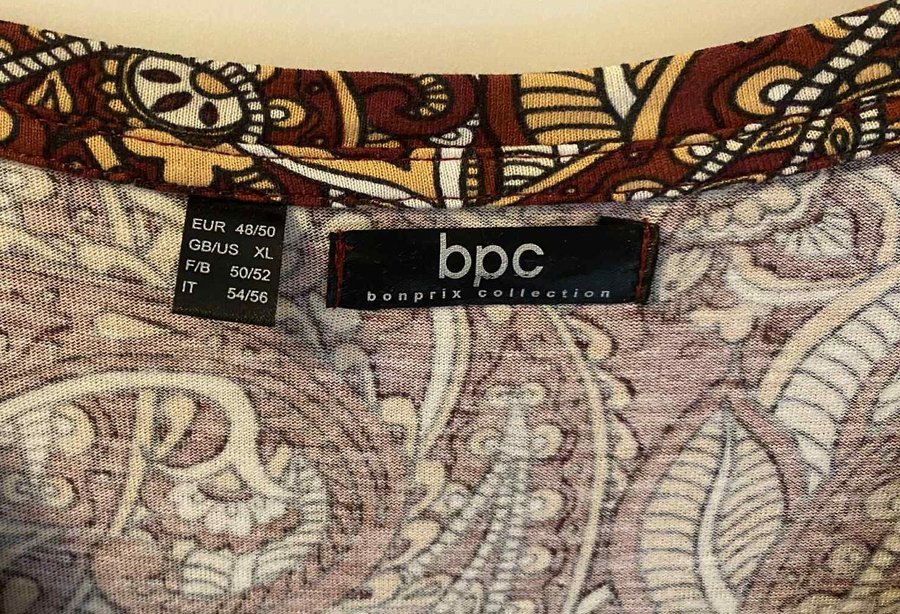 EUR 48/50
GB/US XL
F/B 50/52
IT 54/56
bpc
bonprix collection